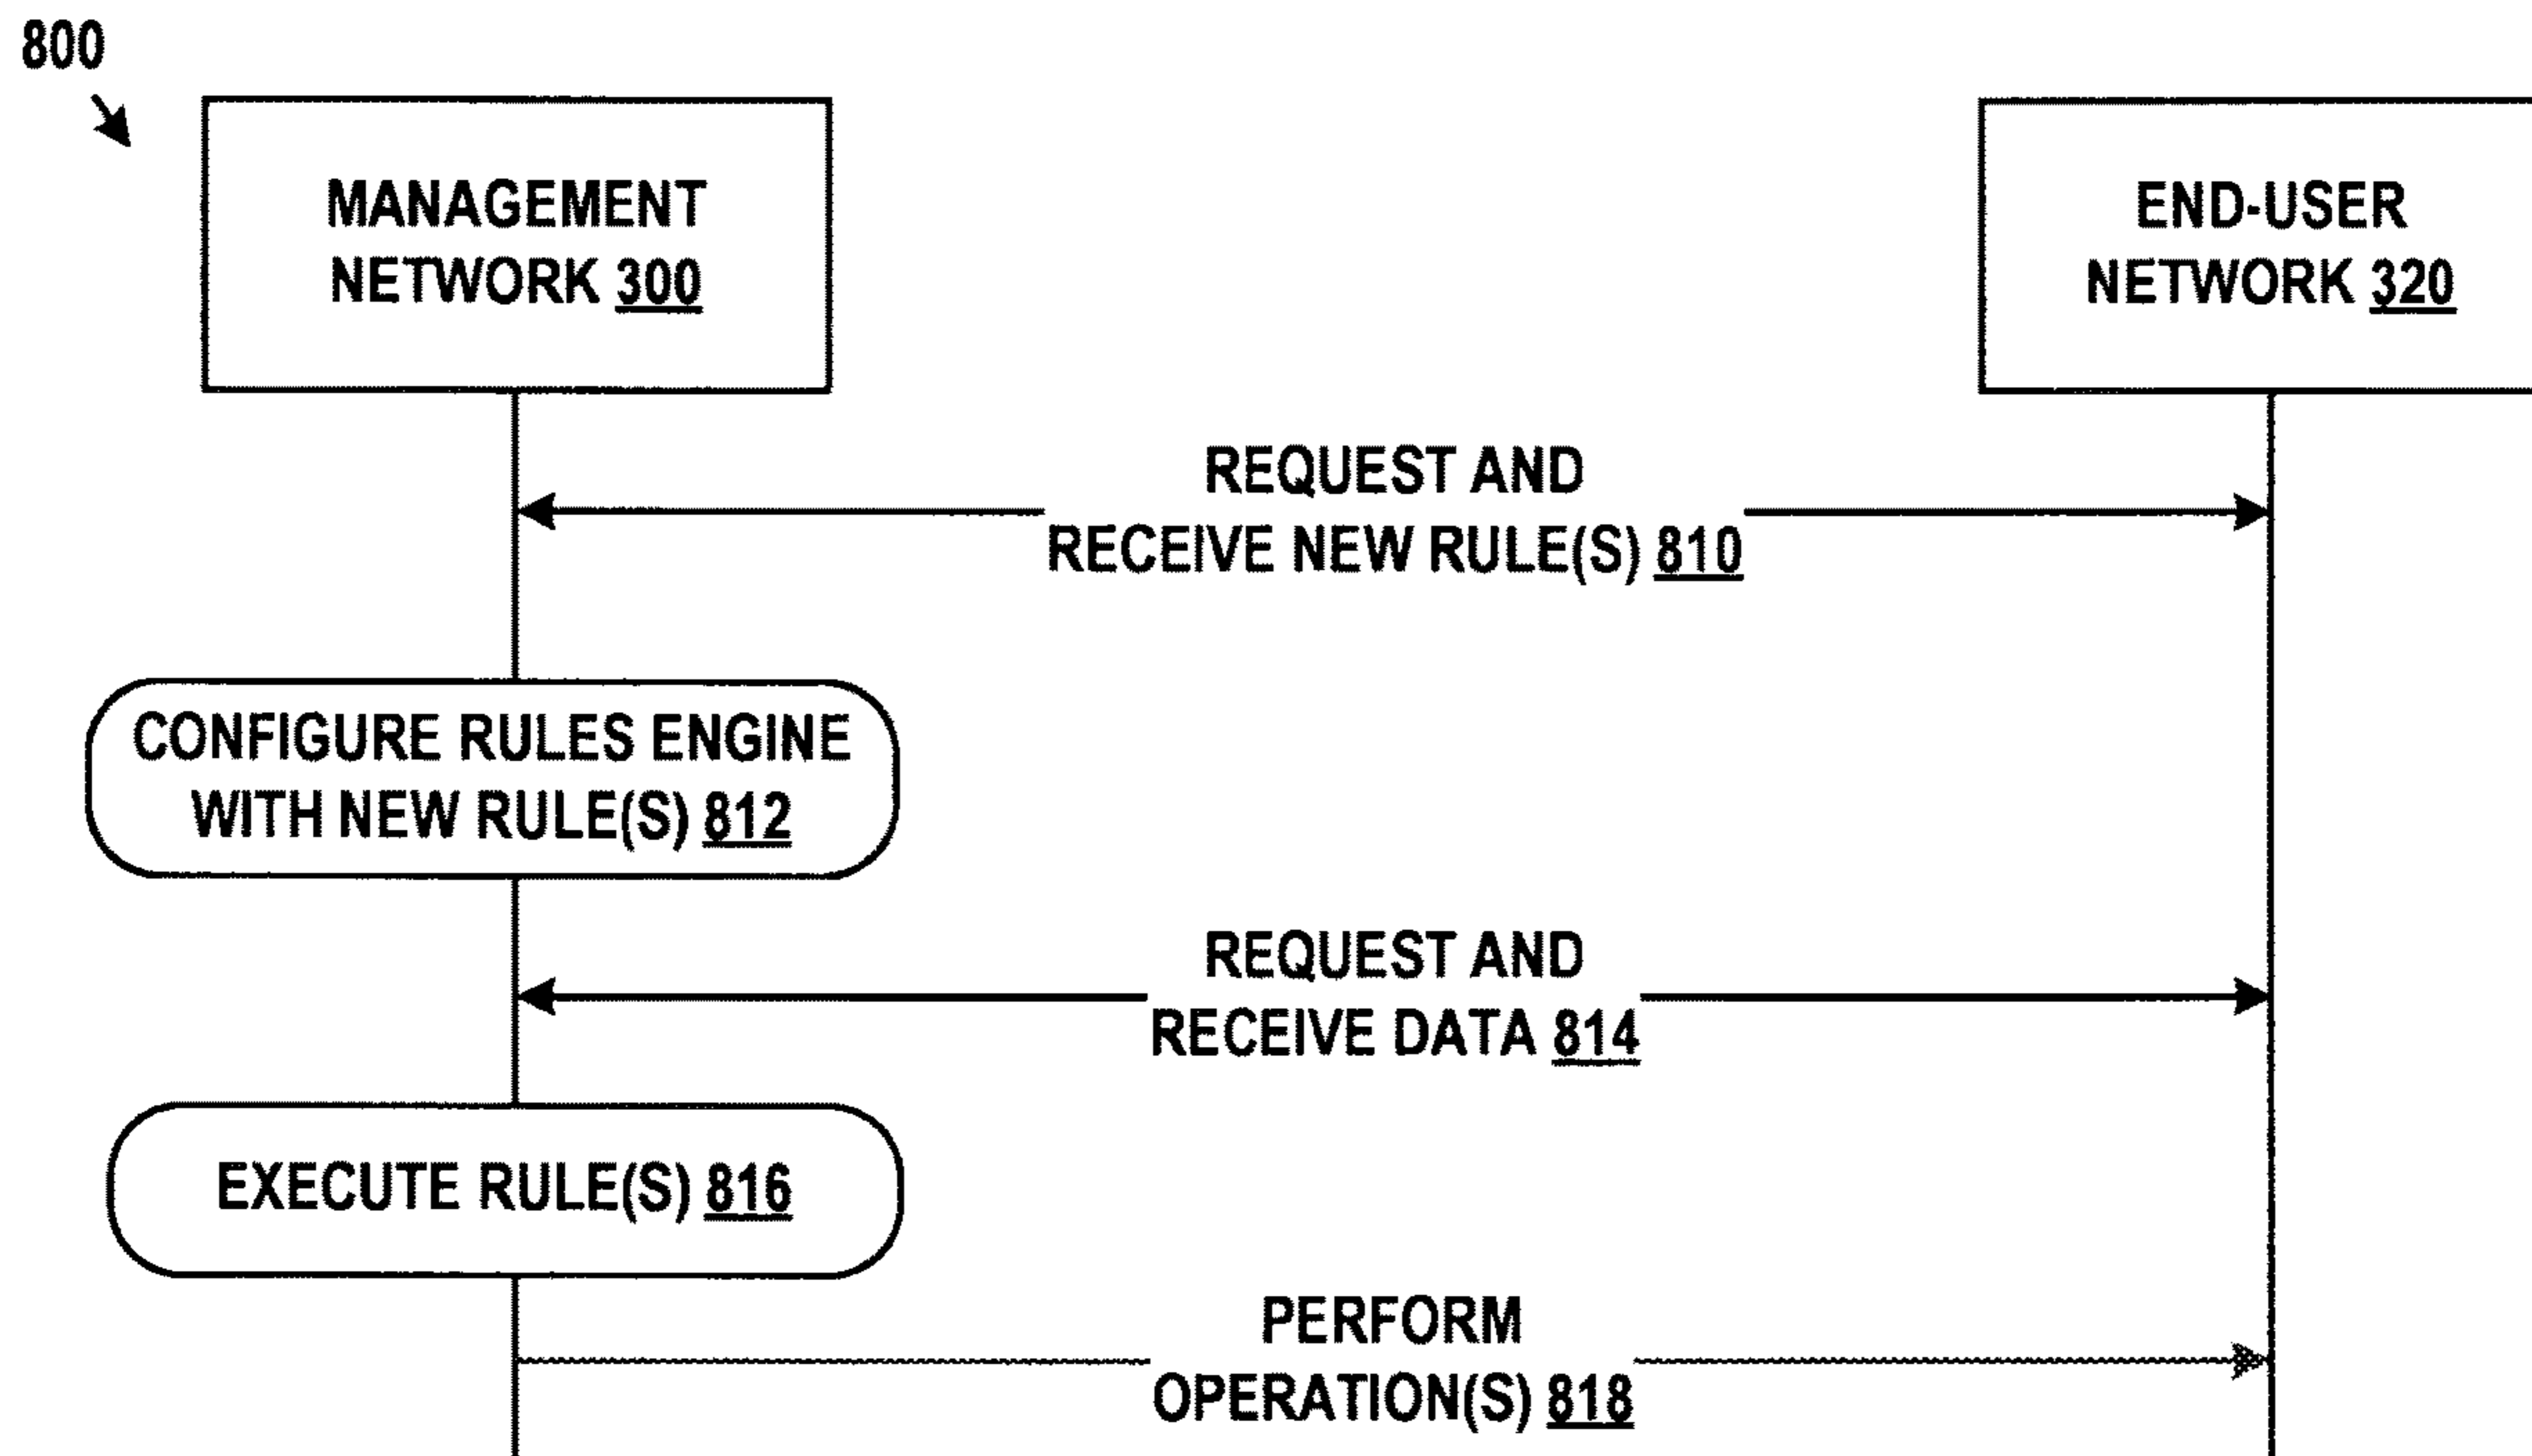 800
MANAGEMENT
NETWORK 300
END-USER
NETWORK 320
REQUEST AND
RECEIVE NEW RULE(S) 810
CONFIGURE RULES ENGINE
WITH NEW RULE(S) 812
REQUEST AND
RECEIVE DATA 814
EXECUTE RULE(S) 816
PERFORM
OPERATION(S) 818